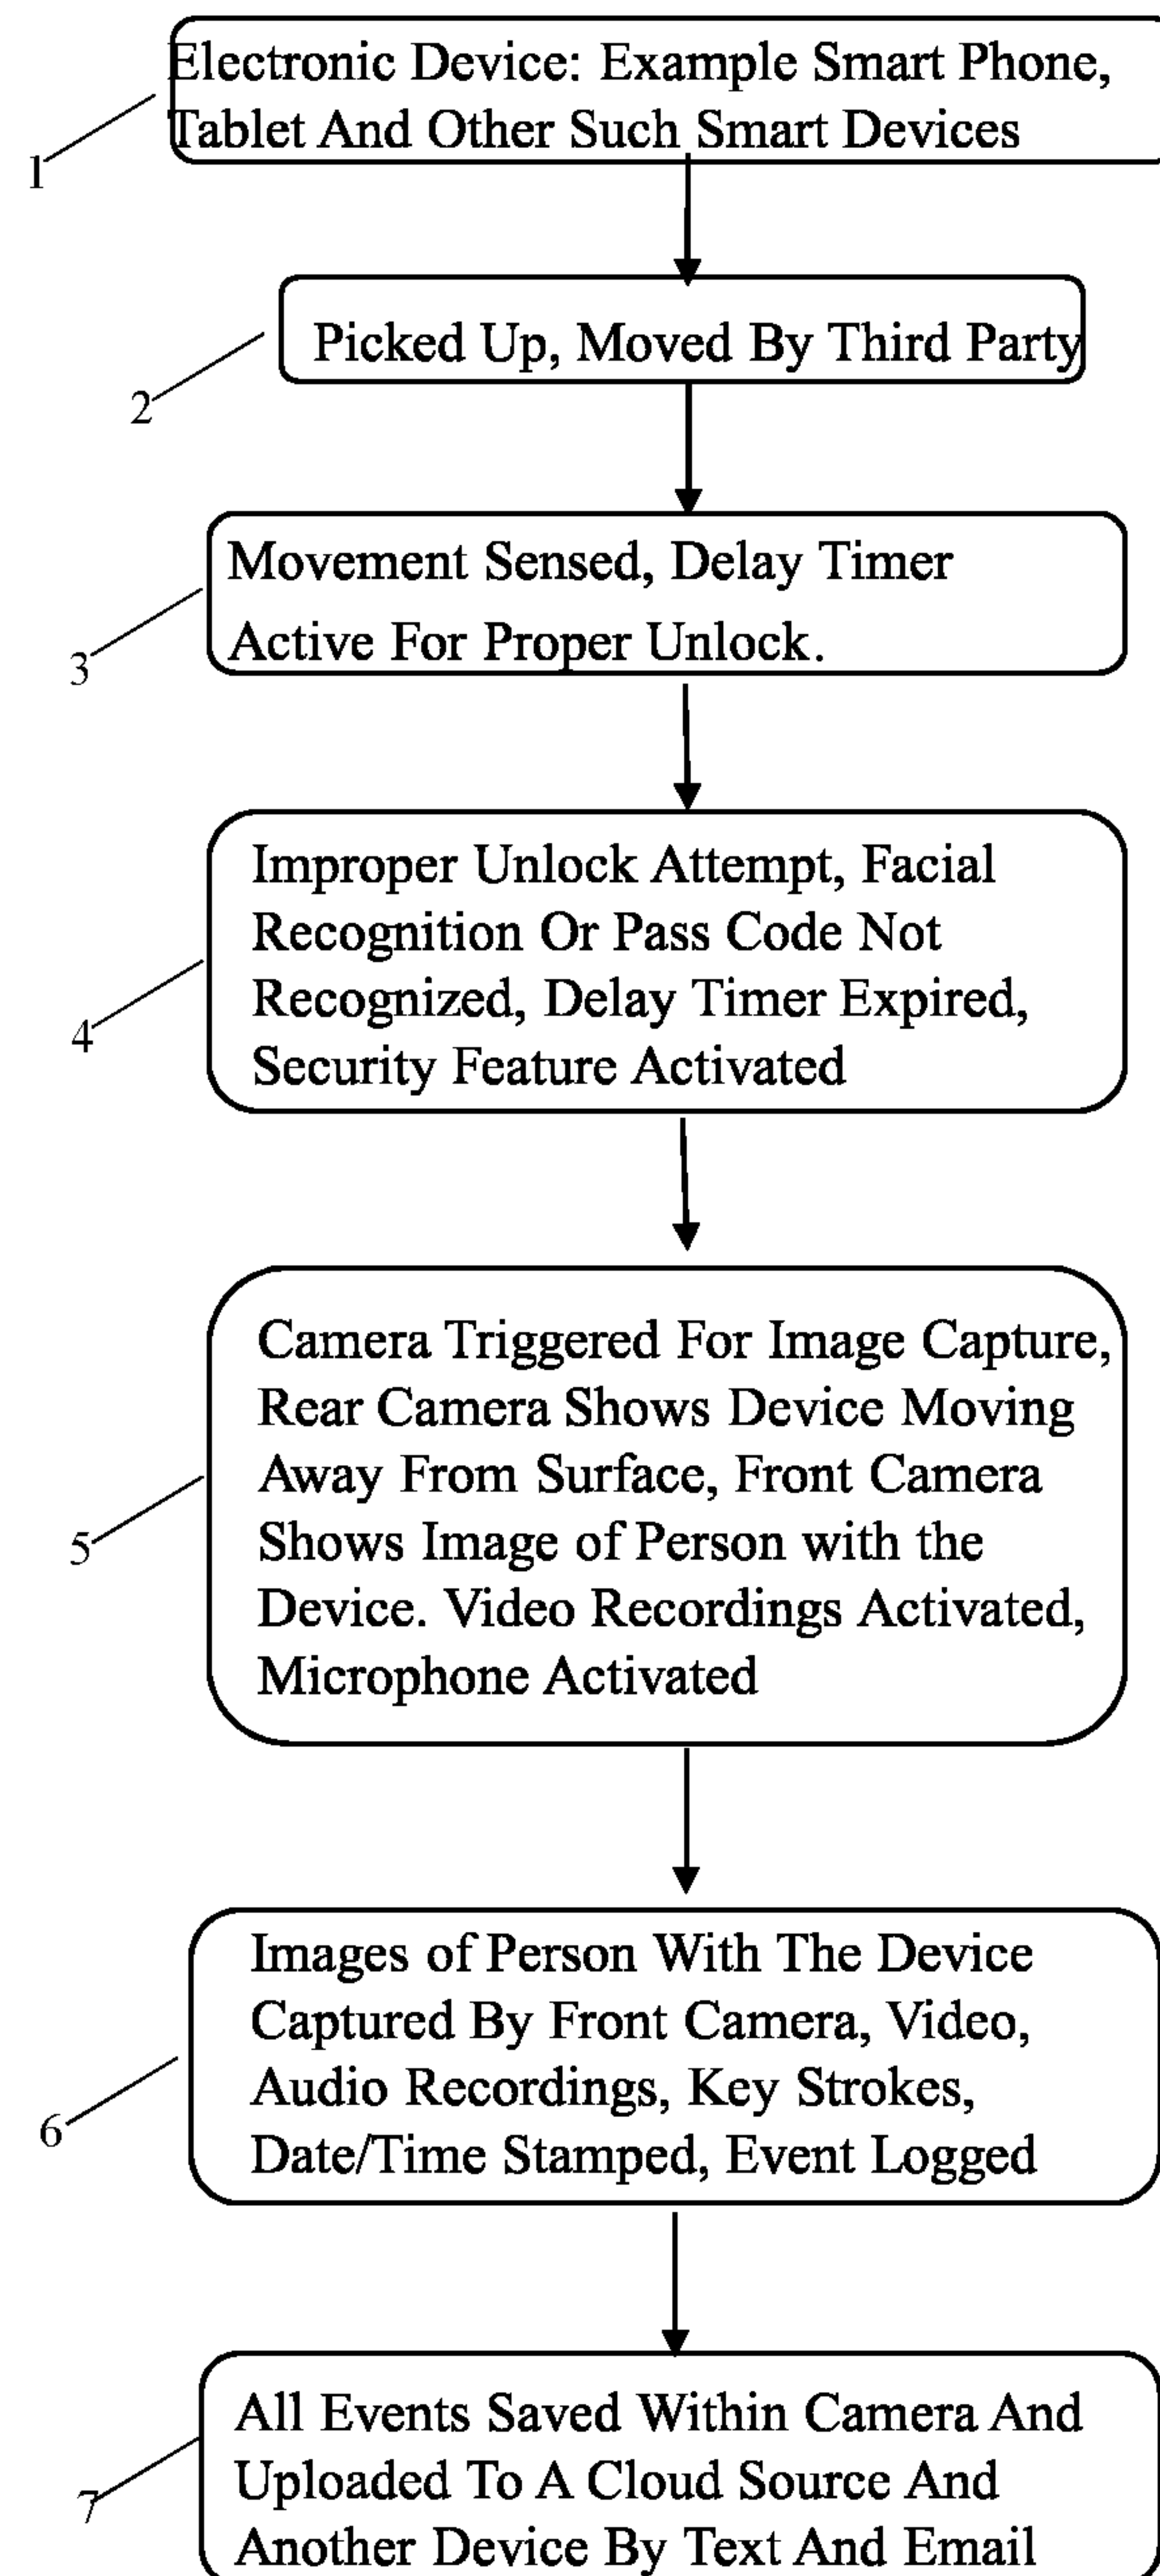 Electronic Device: Example Smart Phone,
Tablet And Other Such Smart Devices
1
Picked Up, Moved By Third Party
2
Movement Sensed, Delay Timer
Active For Proper Unlock.
3
Improper Unlock Attempt, Facial
Recognition Or Pass Code Not
Recognized, Delay Timer Expired,
Security Feature Activated
4
Camera Triggered For Image Capture,
Rear Camera Shows Device Moving
Away From Surface, Front Camera
Shows Image of Person with the
Device. Video Recordings Activated,
Microphone Activated
5
Images of Person With The Device
Captured By Front Camera, Video,
Audio Recordings, Key Strokes,
Date/Time Stamped, Event Logged
6
All Events Saved Within Camera And
Uploaded To A Cloud Source And
Another Device By Text And Email
7